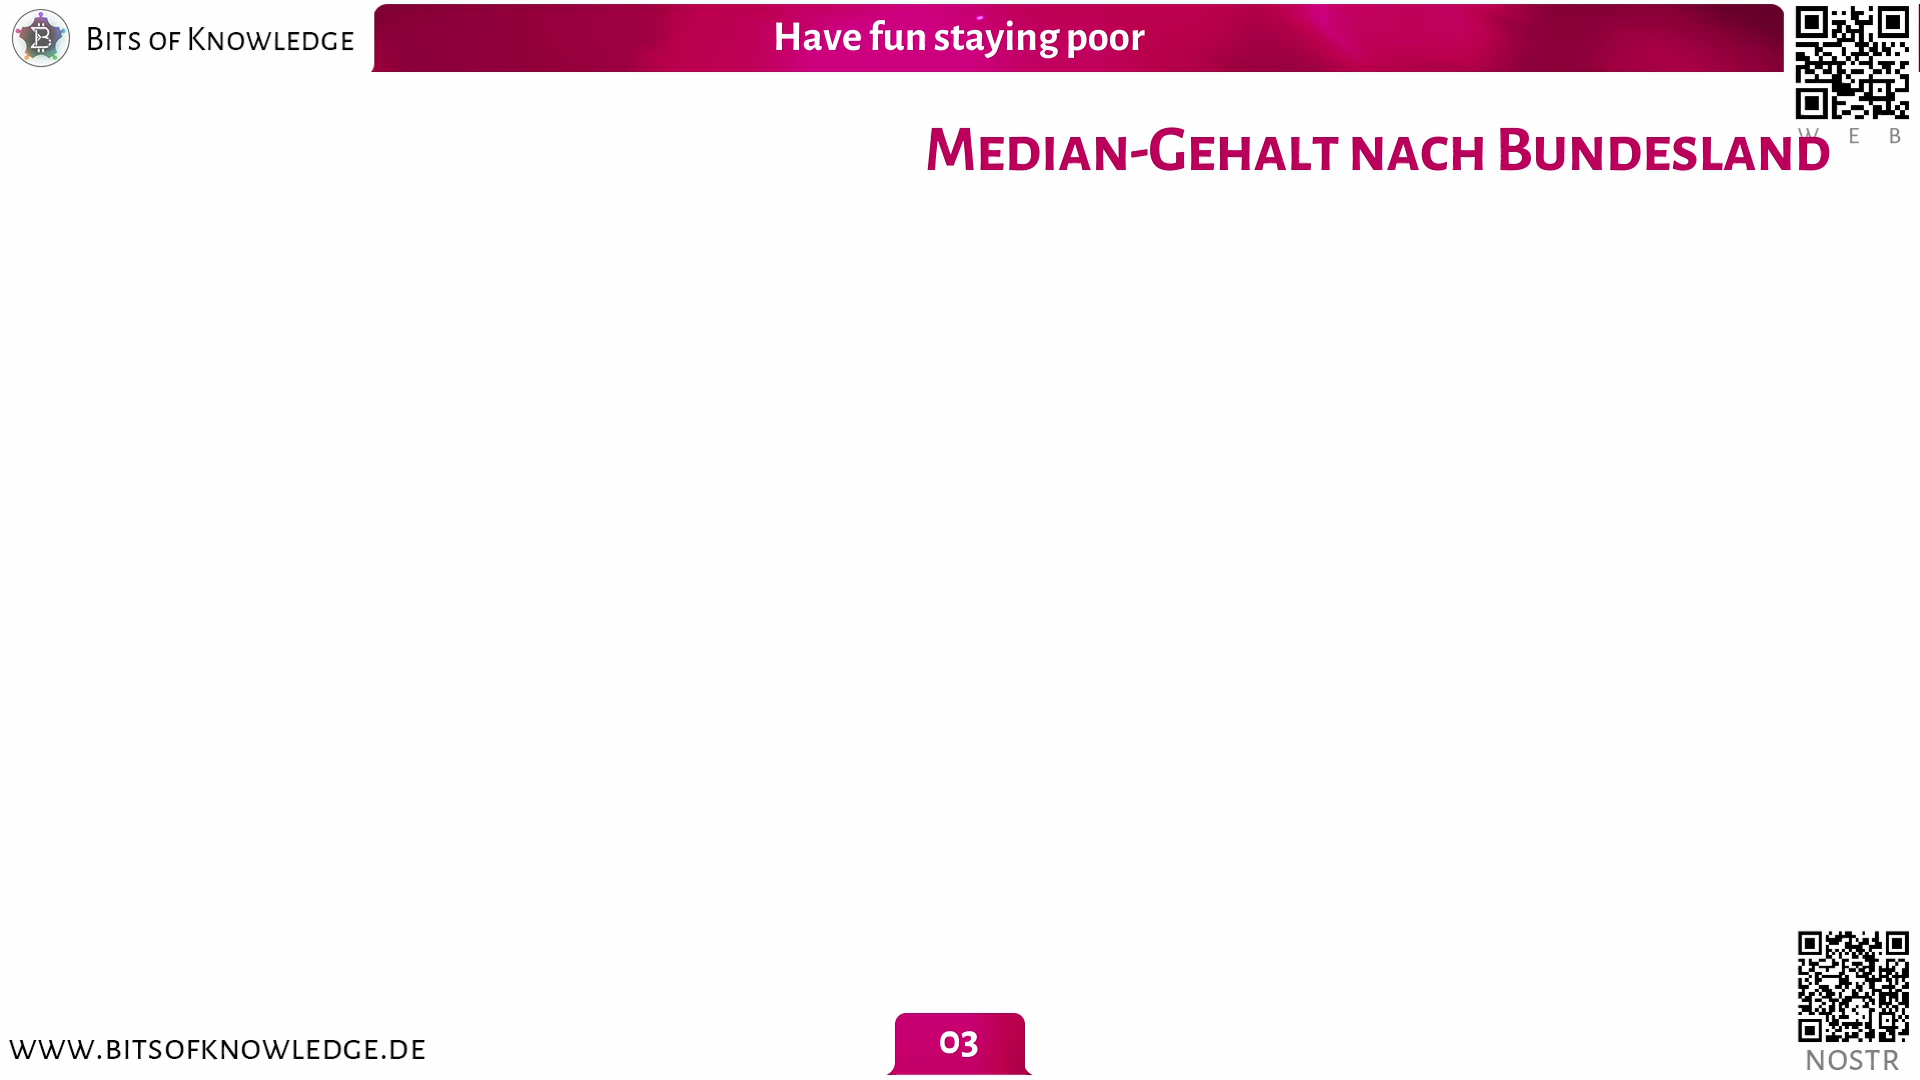 Bits of Knowledge
Have fun staying poor
W E B
Median-Gehalt nach Bundesland
www.bitsofknowledge.de
03
NOSTR